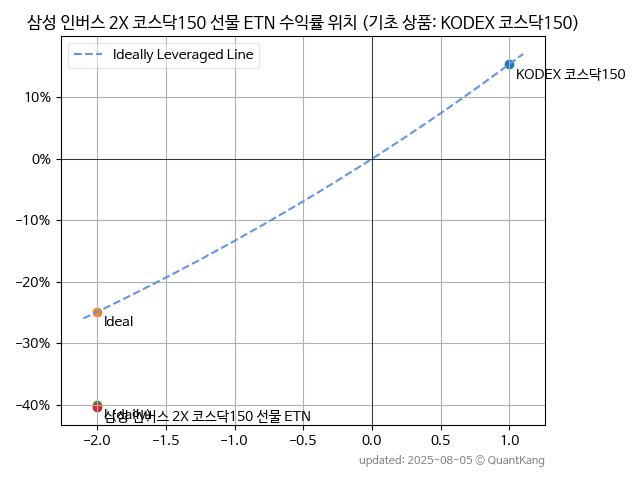 삼성 인버스 2X 코스닥150 선물 ETN 수익률 위치 (기초 상품: KODEX 코스닥150)
Ideally Leveraged Line
KODEX 코스닥150
10%
0%
−10%
−20%
−30%
−40%
Ideal
삼성 인버스 2X 코스닥150 선물 ETN
−2.0 −1.5 −1.0 −0.5 0.0 0.5 1.0
updated: 2025-08-05 © QuantKang